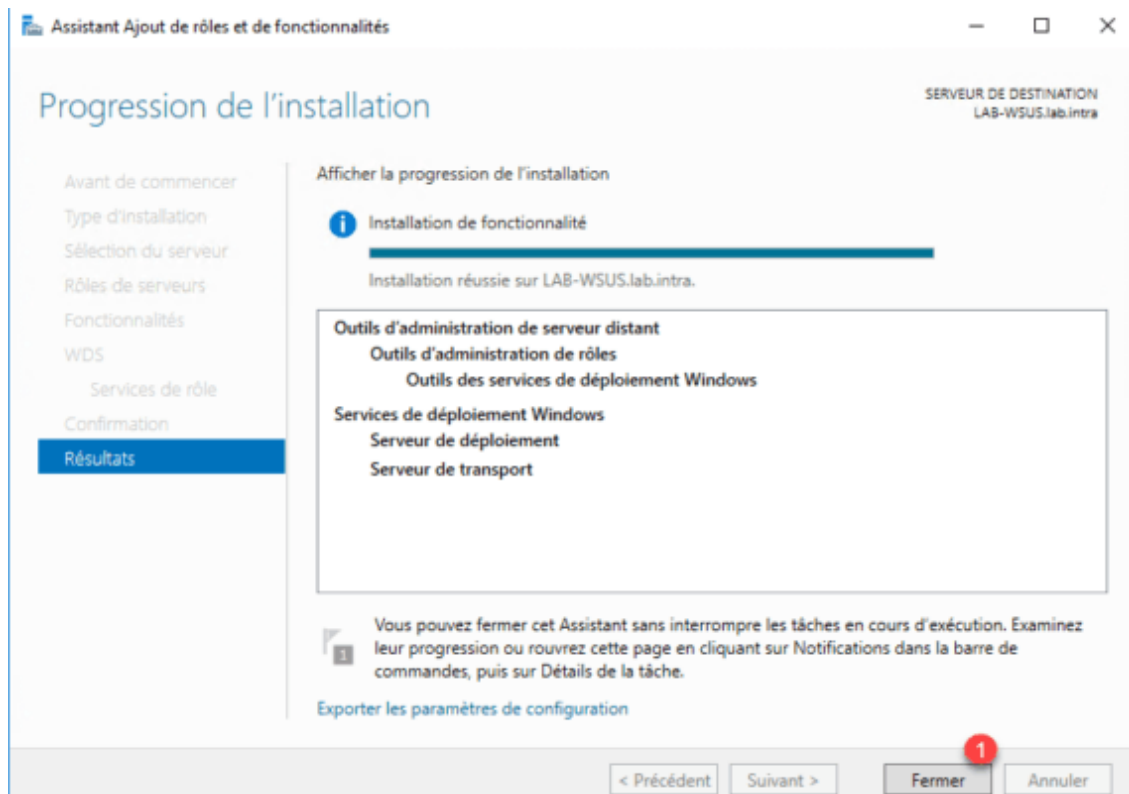 Assistant Ajout de rôles et de fonctionnalités
Progression de l'installation
SERVEUR DE DESTINATION
LAB-WSUS.lab.intra
Avant de commencer
Type d'installation
Sélection du serveur
Rôles de serveurs
Fonctionnalités
WDS
Services de rôle
Confirmation
Résultats
Afficher la progression de l'installation
Installation de fonctionnalité
Installation réussie sur LAB-WSUS.lab.intra.
Outils d'administration de serveur distant
Outils d'administration de rôles
Outils des services de déploiement Windows
Services de déploiement Windows
Serveur de déploiement
Serveur de transport
1
Vous pouvez fermer cet Assistant sans interrompre les tâches en cours d'exécution. Examinez
leur progression ou rouvrez cette page en cliquant sur Notifications dans la barre de
commandes, puis sur Détails de la tâche.
Exporter les paramètres de configuration
1
< Précédent Suivant > Fermer Annuler